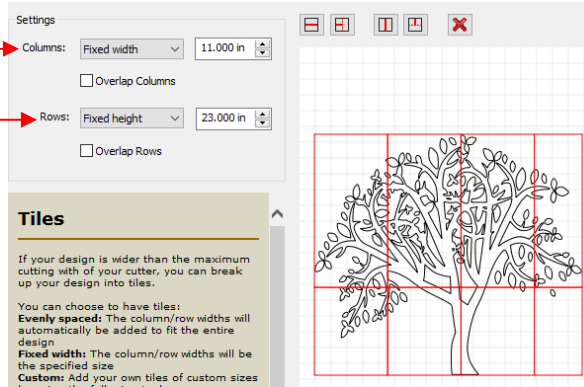 Settings
Columns: Fixed width 11.000 in
Overlap Columns
Rows: Fixed height 23.000 in
Overlap Rows
Tiles
If your design is wider than the maximum
cutting with of your cutter, you can break
up your design into tiles.
You can choose to have tiles:
Evenly spaced: The column/row widths will
automatically be added to fit the entire
design
Fixed width: The column/row widths will be
the specified size
Custom: Add your own tiles of custom sizes